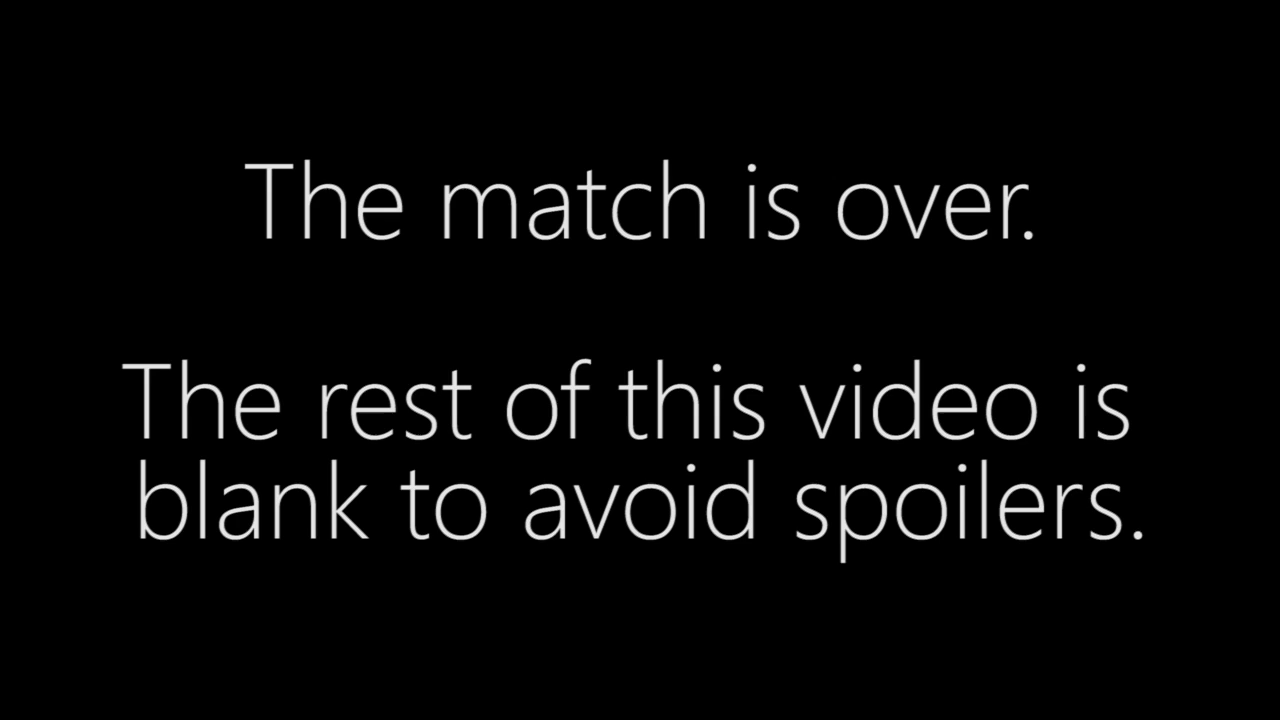 The match is over.
The rest of this video is
blank to avoid spoilers.